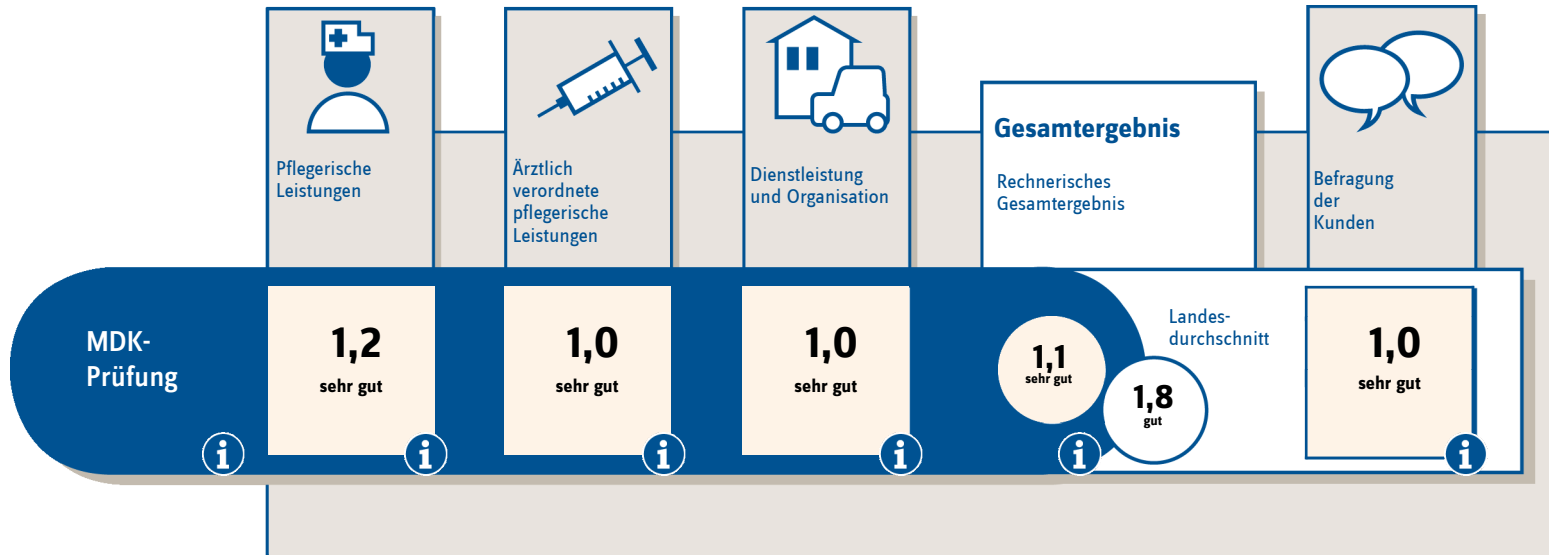 Pflegerische
Leistungen
Ärztlich
verordnete
pflegerische
Leistungen
Dienstleistung
und Organisation
Gesamtergebnis
Rechnerisches
Gesamtergebnis
Befragung
der
Kunden
MDK-
Prüfung
1,2
sehr gut
1,0
sehr gut
1,0
sehr gut
1,1
sehr gut
Landes-
durchschnitt
1,8
gut
1,0
sehr gut
i
i
i
i
i
i